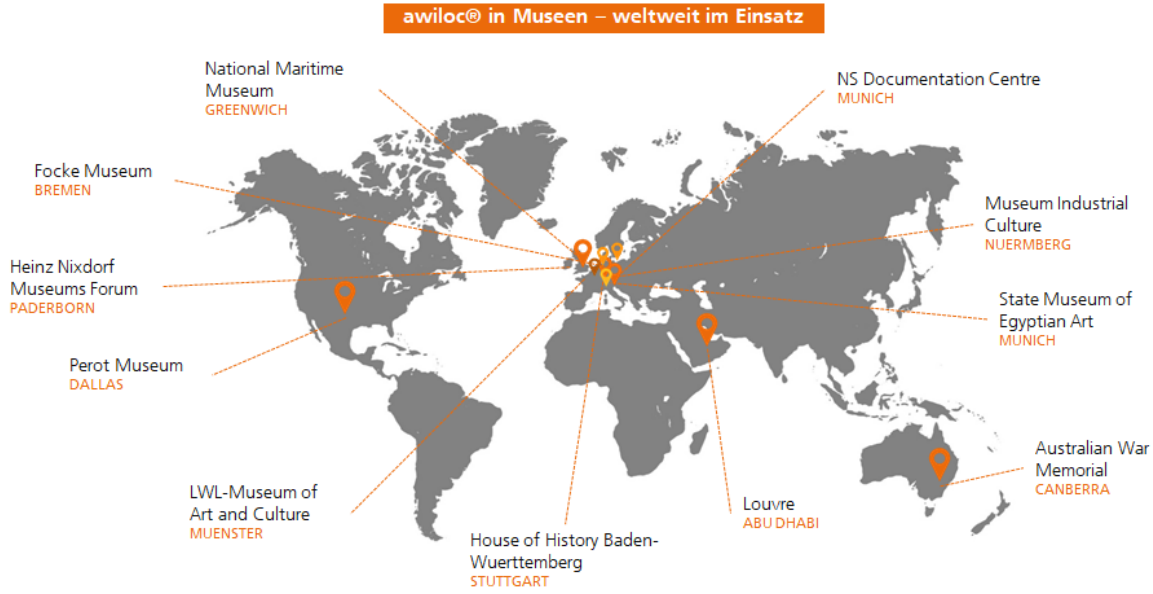 awiloc® in Museen – weltweit im Einsatz
National Maritime
Museum
GREENWICH
NS Documentation Centre
MUNICH
Focke Museum
BREMEN
Museum Industrial
Culture
NUERMBERG
Heinz Nixdorf
Museums Forum
PADERBORN
State Museum of
Egyptian Art
MUNICH
Perot Museum
DALLAS
Australian War
Memorial
CANBERRA
LWL-Museum of
Art and Culture
MUENSTER
Louvre
ABU DHABI
House of History Baden-
Wuerttemberg
STUTTGART